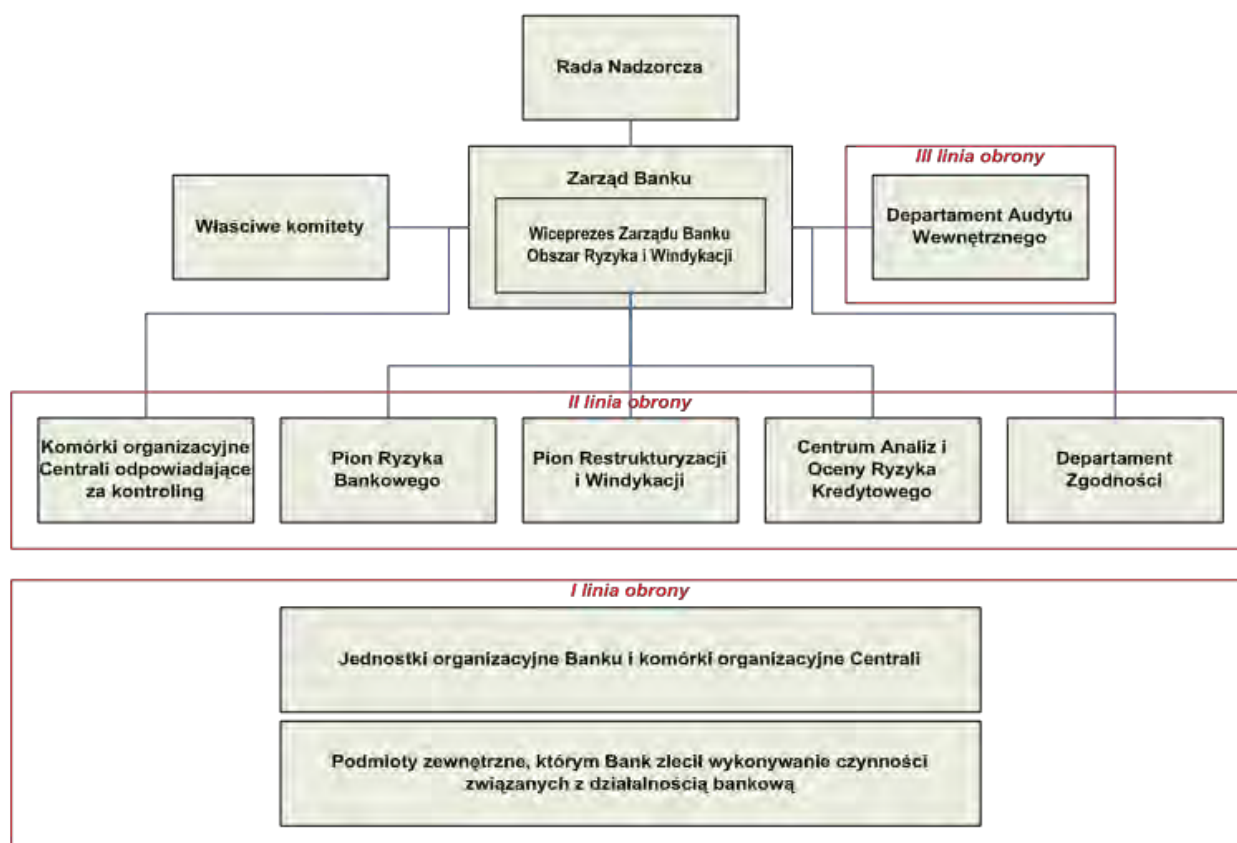 Rada Nadzorcza
Zarząd Banku
Wiceprezes Zarządu Banku
Obszar Ryzyka i Windykacji
Właściwe komitety
III linia obrony
Departament Audytu
Wewnętrznego
II linia obrony
Komórki organizacyjne
Centrali odpowiadające
za kontroling
Pion Ryzyka
Bankowego
Pion Restrukturyzacji
i Windykacji
Centrum Analiz i
Oceny Ryzyka
Kredytowego
Departament
Zgodności
I linia obrony
Jednostki organizacyjne Banku i komórki organizacyjne Centrali
Podmioty zewnętrzne, którym Bank zlecił wykonywanie czynności
związanych z działalnością bankową